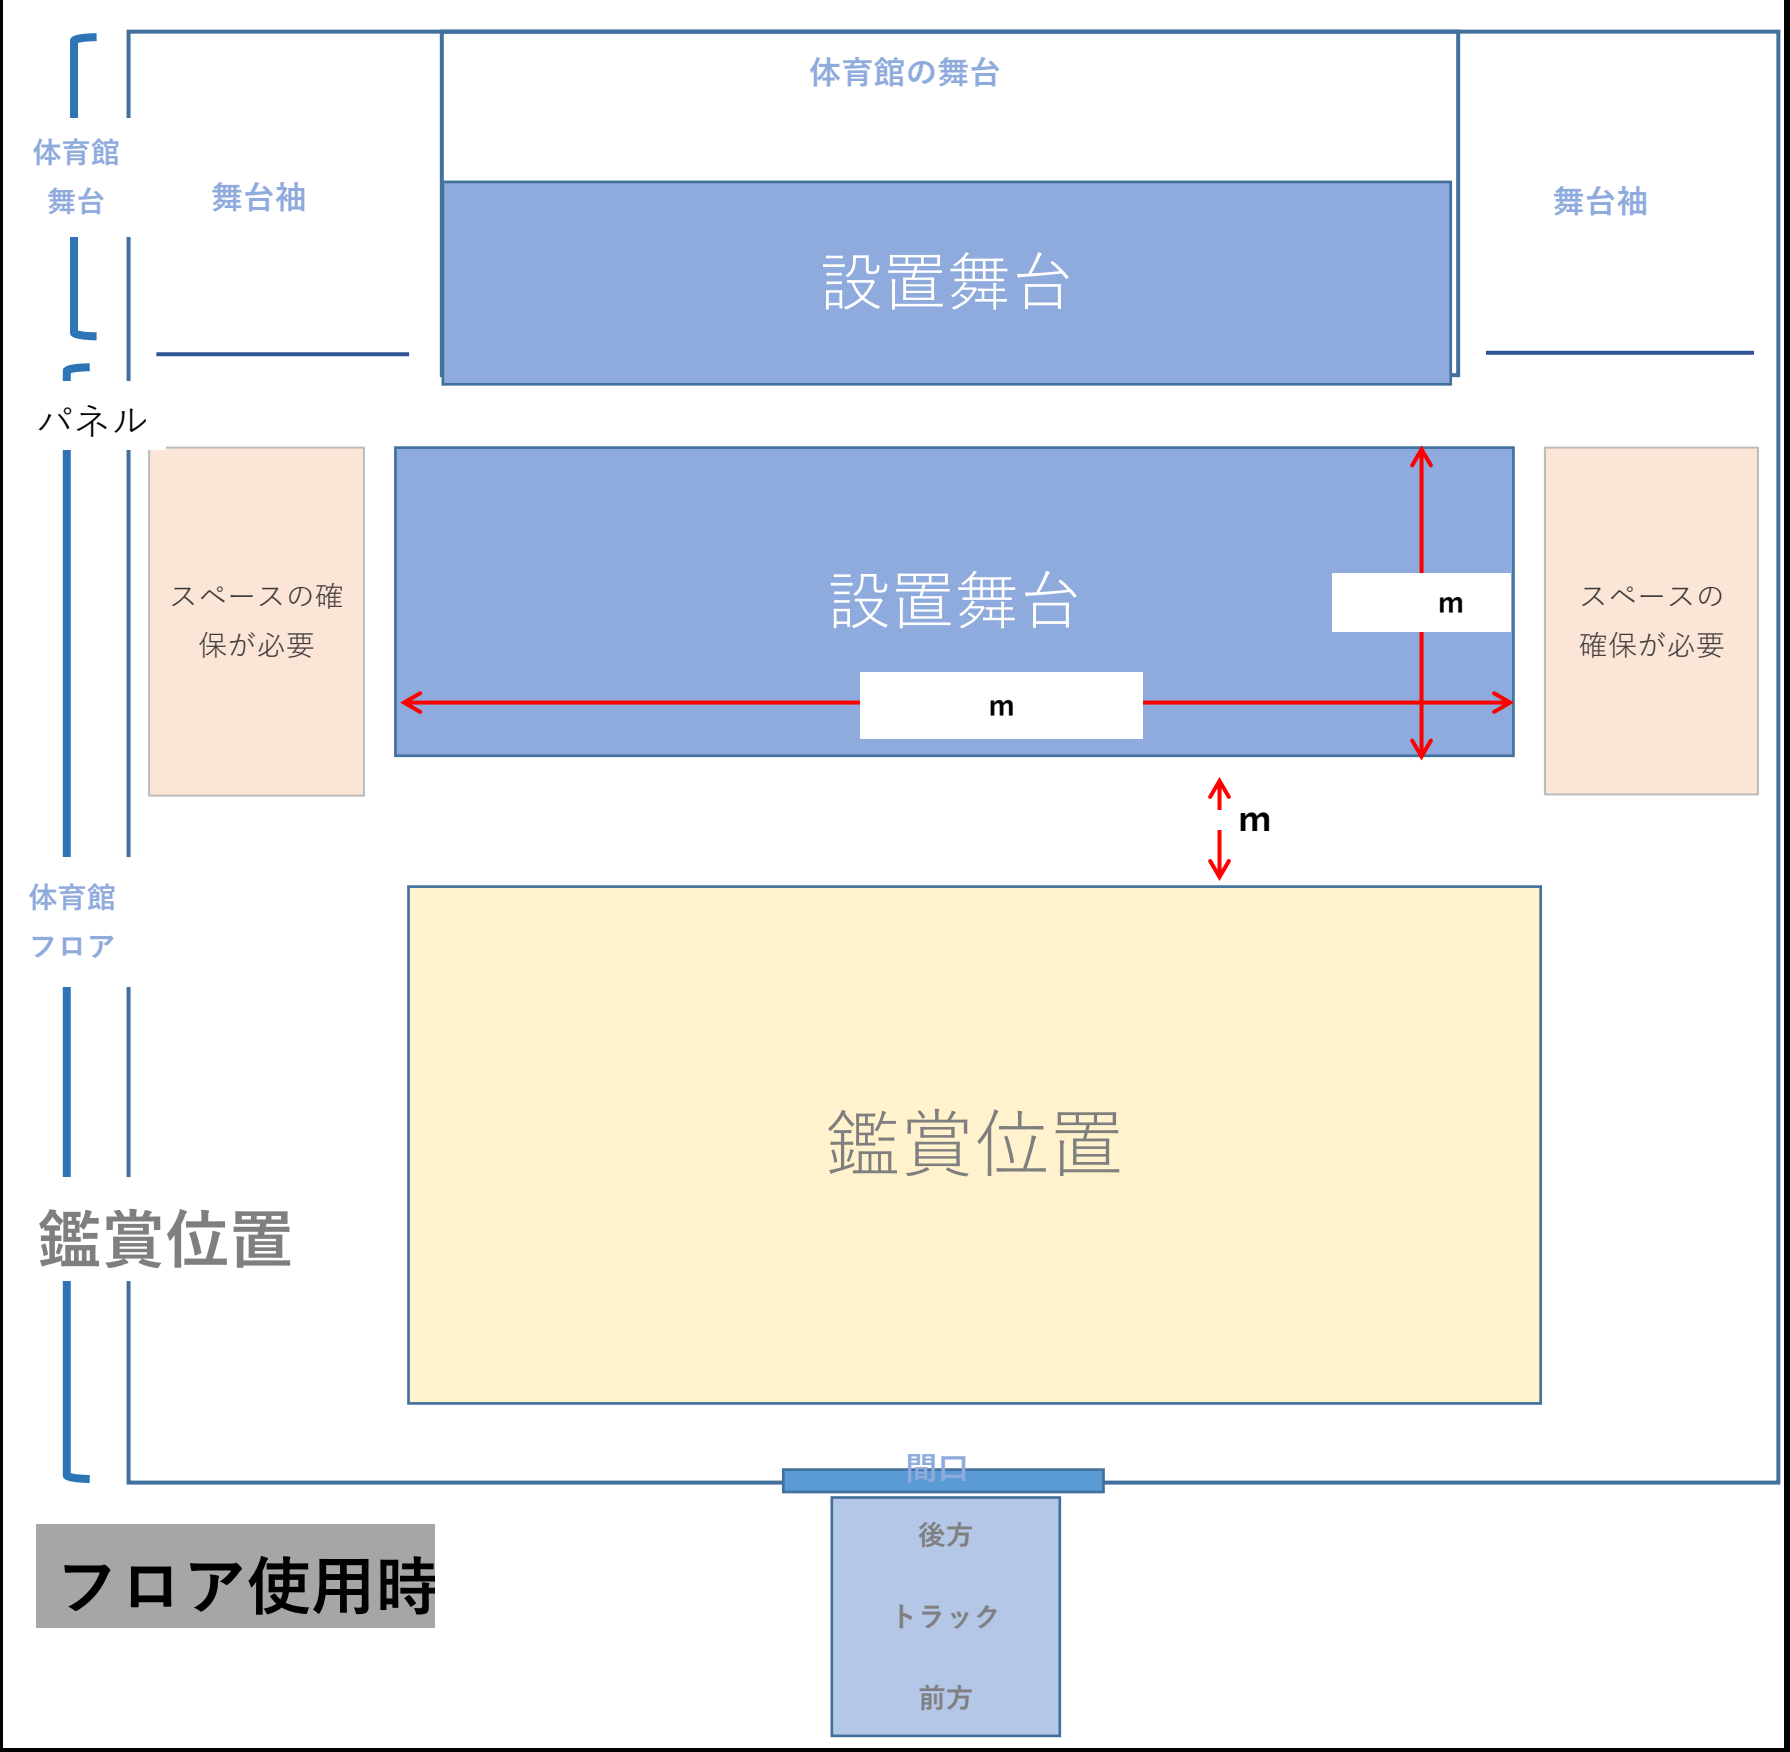 体育館の舞台
体育館
舞台
舞台袖
舞台袖
設置舞台
パネル
設置舞台
スペースの確
保が必要
m
スペースの
確保が必要
m
m
体育館
フロア
鑑賞位置
鑑賞位置
間口
フロア使用時
後方
トラック
前方